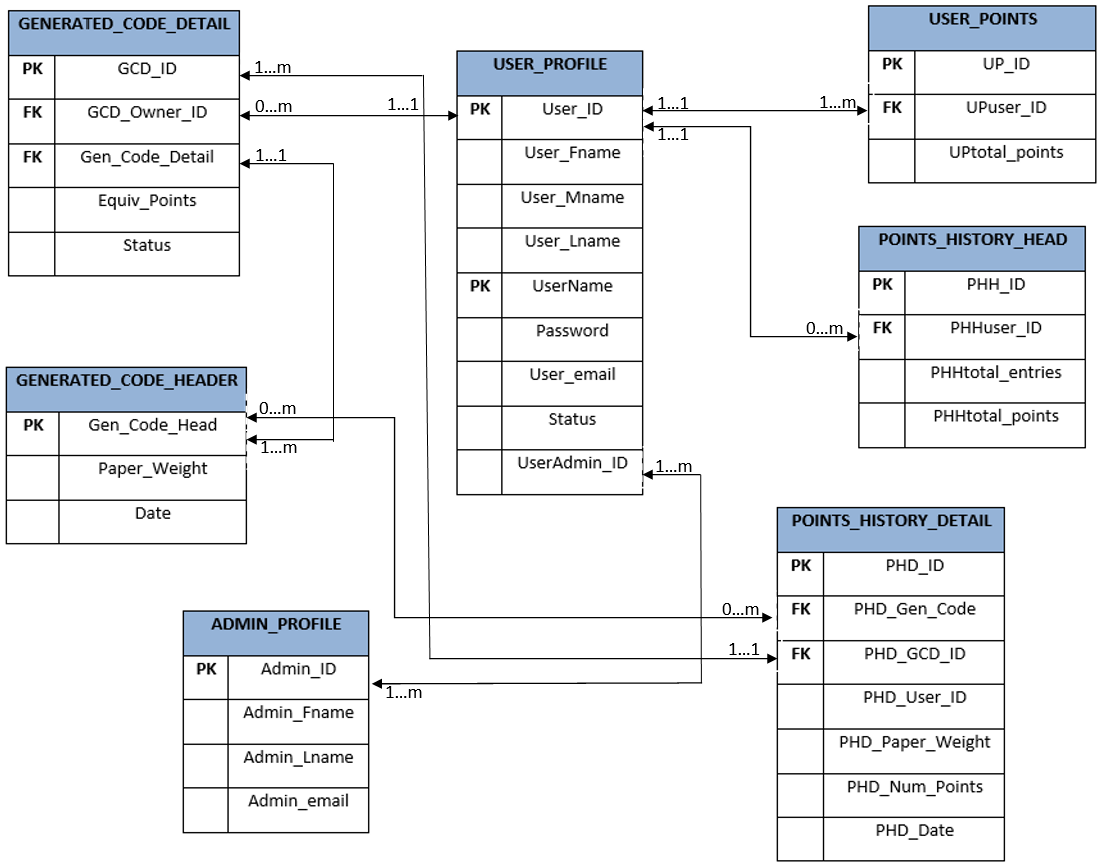 GENERATED_CODE_DETAIL
PK GCD_ID
FK GCD_Owner_ID
FK Gen_Code_Detail
Equiv_Points
Status
1...m
0...m
1...1
1...1
USER_PROFILE
PK User_ID
User_Fname
User_Mname
User_Lname
PK UserName
Password
User_email
Status
UserAdmin_ID
1...1
1...1
1...m
1...m
USER_POINTS
PK UP_ID
FK UPuser_ID
UPtotal_points
POINTS_HISTORY_HEAD
PK PHH_ID
FK PHHuser_ID
PHHtotal_entries
PHHtotal_points
0...m
GENERATED_CODE_HEADER
PK Gen_Code_Head
Paper_Weight
Date
0...m
1...m
ADMIN_PROFILE
PK Admin_ID
Admin_Fname
Admin_Lname
Admin_email
1...m
POINTS_HISTORY_DETAIL
PK PHD_ID
FK PHD_Gen_Code
FK PHD_GCD_ID
PHD_User_ID
PHD_Paper_Weight
PHD_Num_Points
PHD_Date
0...m
1...1